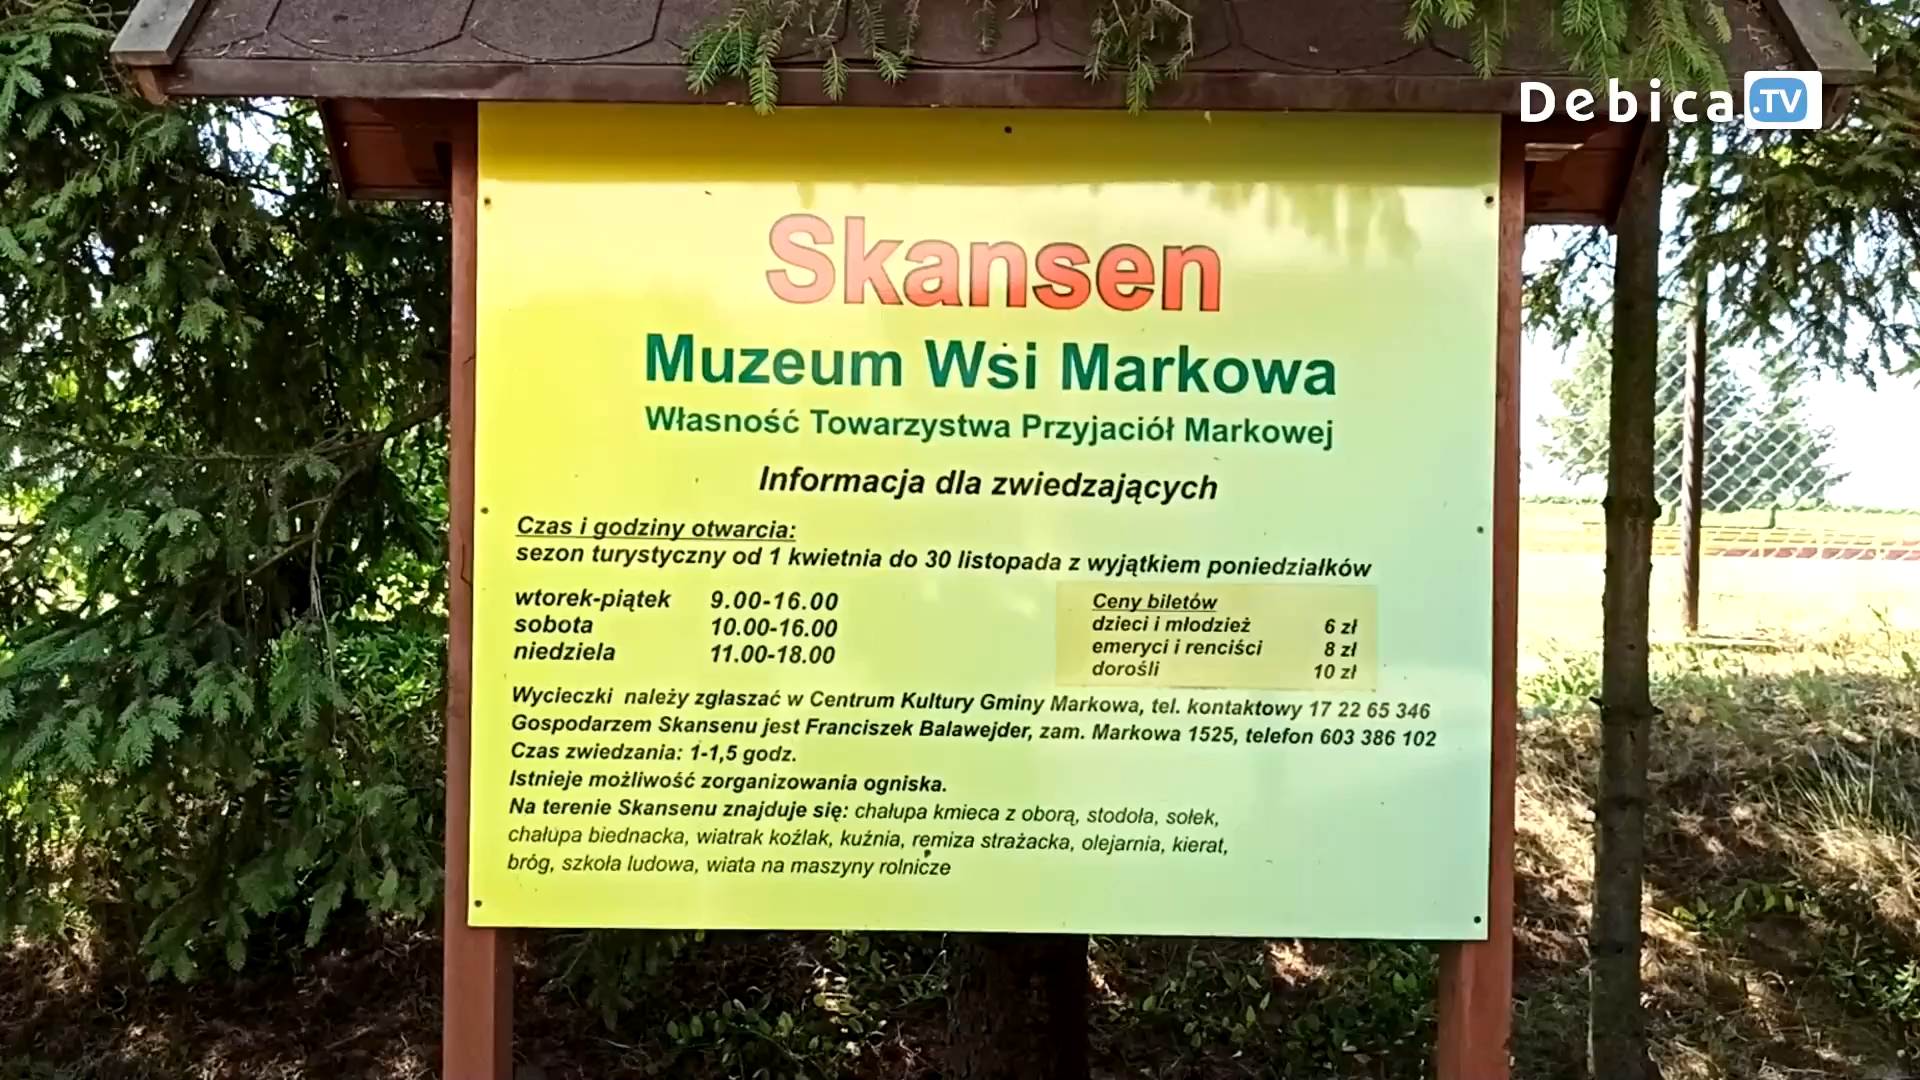 Debica.TV
Skansen
Muzeum Wsi Markowa
Własność Towarzystwa Przyjaciół Markowej
Informacja dla zwiedzających
Czas i godziny otwarcia:
sezon turystyczny od 1 kwietnia do 30 listopada z wyjątkiem poniedziałków
wtorek-piątek 9.00-16.00
sobota 10.00-16.00
niedziela 11.00-18.00
Ceny biletów
dzieci i młodzież 6 zł
emeryci i renciści 8 zł
dorośli 10 zł
Wycieczki należy zgłaszać w Centrum Kultury Gminy Markowa, tel. kontaktowy 17 22 65 346
Gospodarzem Skansenu jest Franciszek Balawejder, zam. Markowa 1525, telefon 603 386 102
Czas zwiedzania: 1-1,5 godz.
Istnieje możliwość zorganizowania ogniska.
Na terenie Skansenu znajduje się: chałupa kmieca z oborą, stodoła, sołek,
chałupa biednacka, wiatrak koźlak, kuźnia, remiza strażacka, olejarnia, kierat,
bróg, szkoła ludowa, wiata na maszyny rolnicze